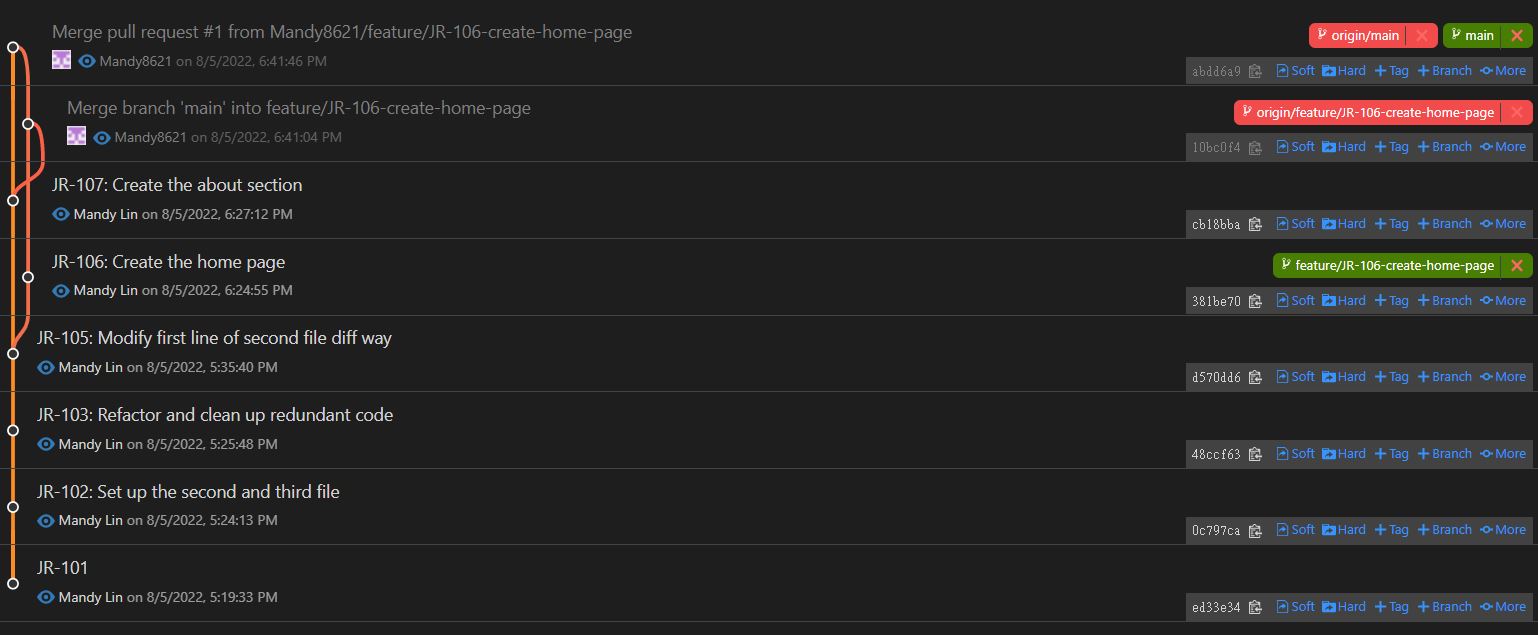 Merge pull request #1 from Mandy8621/feature/JR-106-create-home-page
origin/main main
Mandy8621 on 8/5/2022, 6:41:46 PM
abdd6a9 Soft Hard Tag Branch More
Merge branch 'main' into feature/JR-106-create-home-page
origin/feature/JR-106-create-home-page
Mandy8621 on 8/5/2022, 6:41:04 PM
10bc0f4 Soft Hard Tag Branch More
JR-107: Create the about section
Mandy Lin on 8/5/2022, 6:27:12 PM
cb18bba Soft Hard Tag Branch More
JR-106: Create the home page
feature/JR-106-create-home-page
Mandy Lin on 8/5/2022, 6:24:55 PM
381be70 Soft Hard Tag Branch More
JR-105: Modify first line of second file diff way
Mandy Lin on 8/5/2022, 5:35:40 PM
d570dd6 Soft Hard Tag Branch More
JR-103: Refactor and clean up redundant code
Mandy Lin on 8/5/2022, 5:25:48 PM
48ccf63 Soft Hard Tag Branch More
JR-102: Set up the second and third file
Mandy Lin on 8/5/2022, 5:24:13 PM
0c797ca Soft Hard Tag Branch More
JR-101
Mandy Lin on 8/5/2022, 5:19:33 PM
ed33e34 Soft Hard Tag Branch More